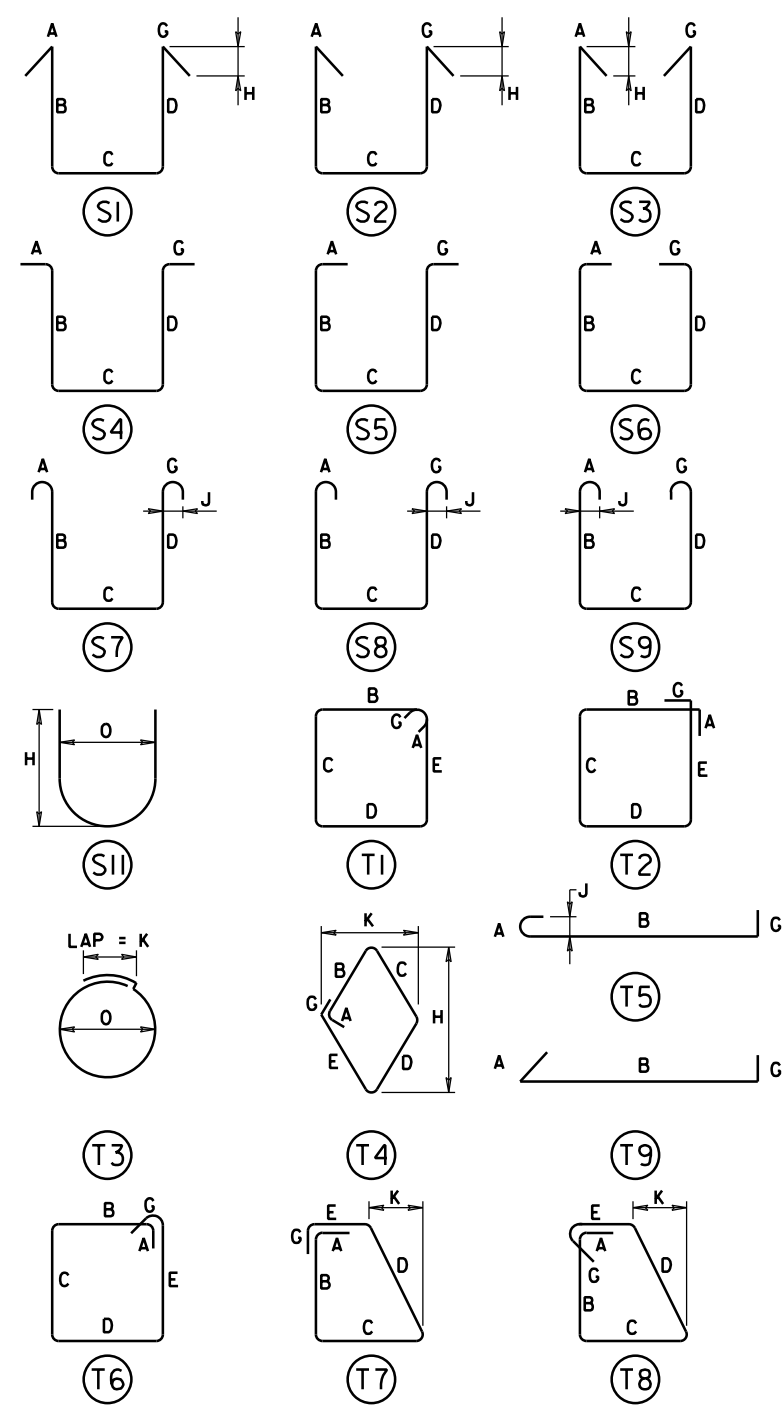 A G A G A G
H H H
B D B D B D
C C C
S1 S2 S3
A G A G A G
B D B D B D
C C C
S4 S5 S6
A G A G A G
J J J
B D B D B D
C C C
S7 S8 S9
B B G
O G A A
H C E C E
D D
S11 T1 T2
J
K A B G
LAP = K
B C T5
O G A H
E D A B G
T3 T4 T9
K K
B G E E
A G A D A D
C E B G
D C B C
T6 T7 T8